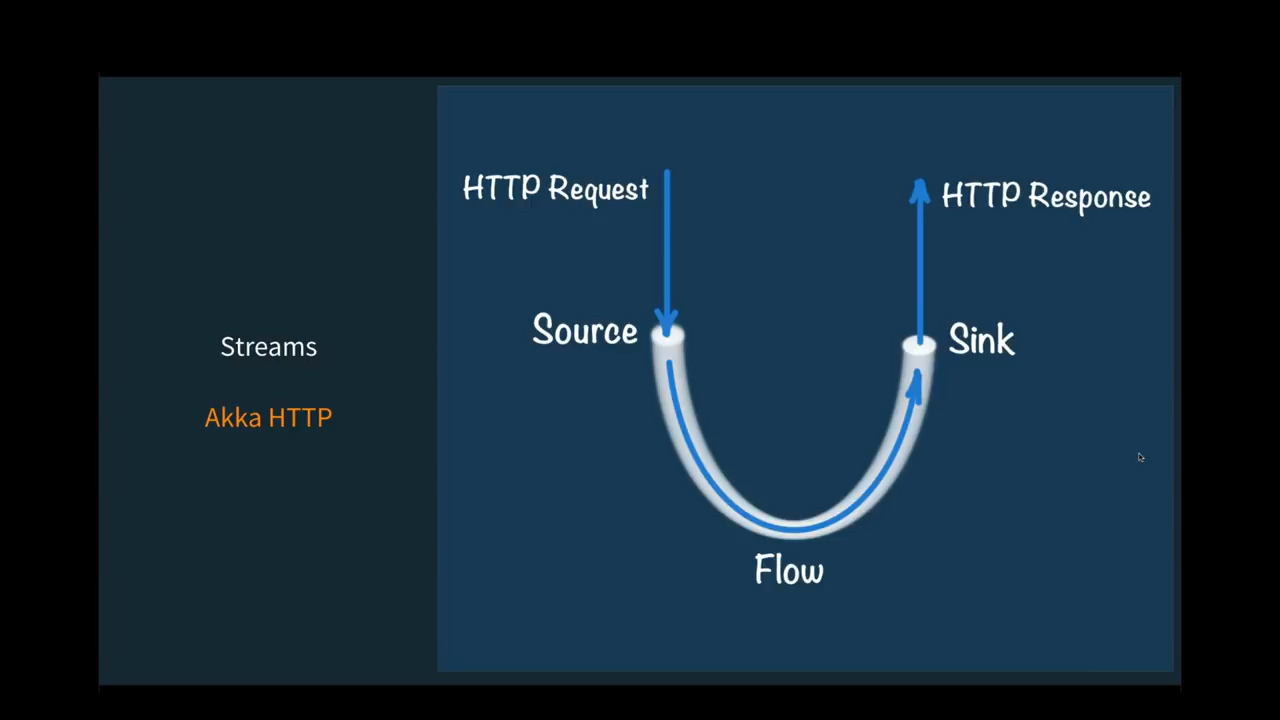 Streams
Akka HTTP
HTTP Request
HTTP Response
Source
Sink
Flow